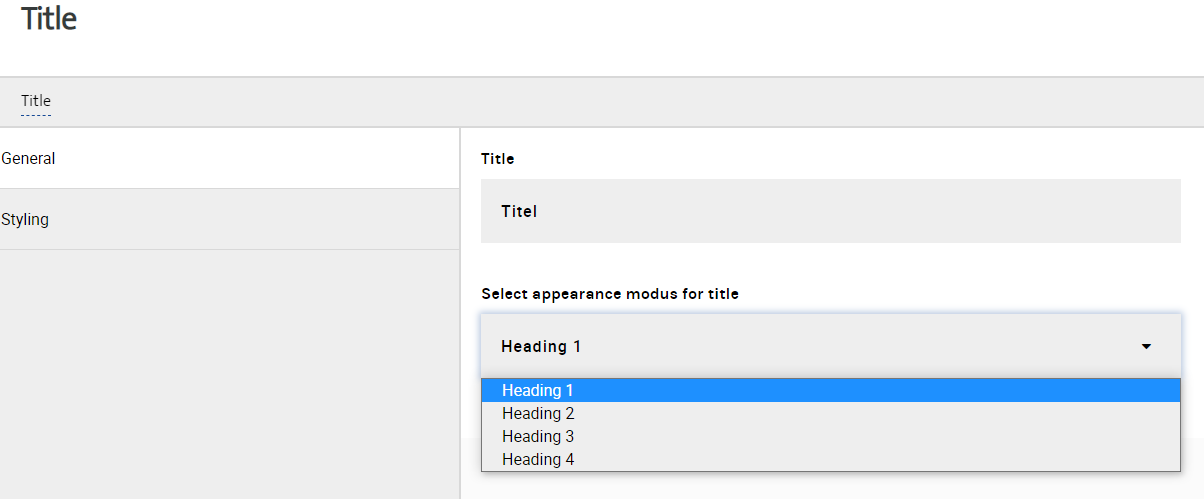 Title
Title
General
Styling
Title
Titel
Select appearance modus for title
Heading 1
Heading 1
Heading 2
Heading 3
Heading 4